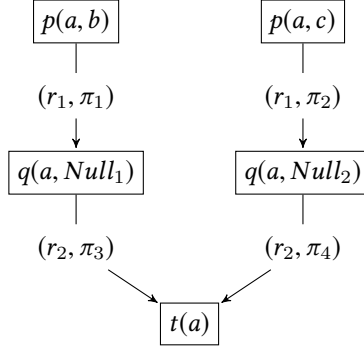 p(a, b) p(a, c)
(r₁, π₁) (r₁, π₂)
q(a, Null₁) q(a, Null₂)
(r₂, π₃) (r₂, π₄)
t(a)